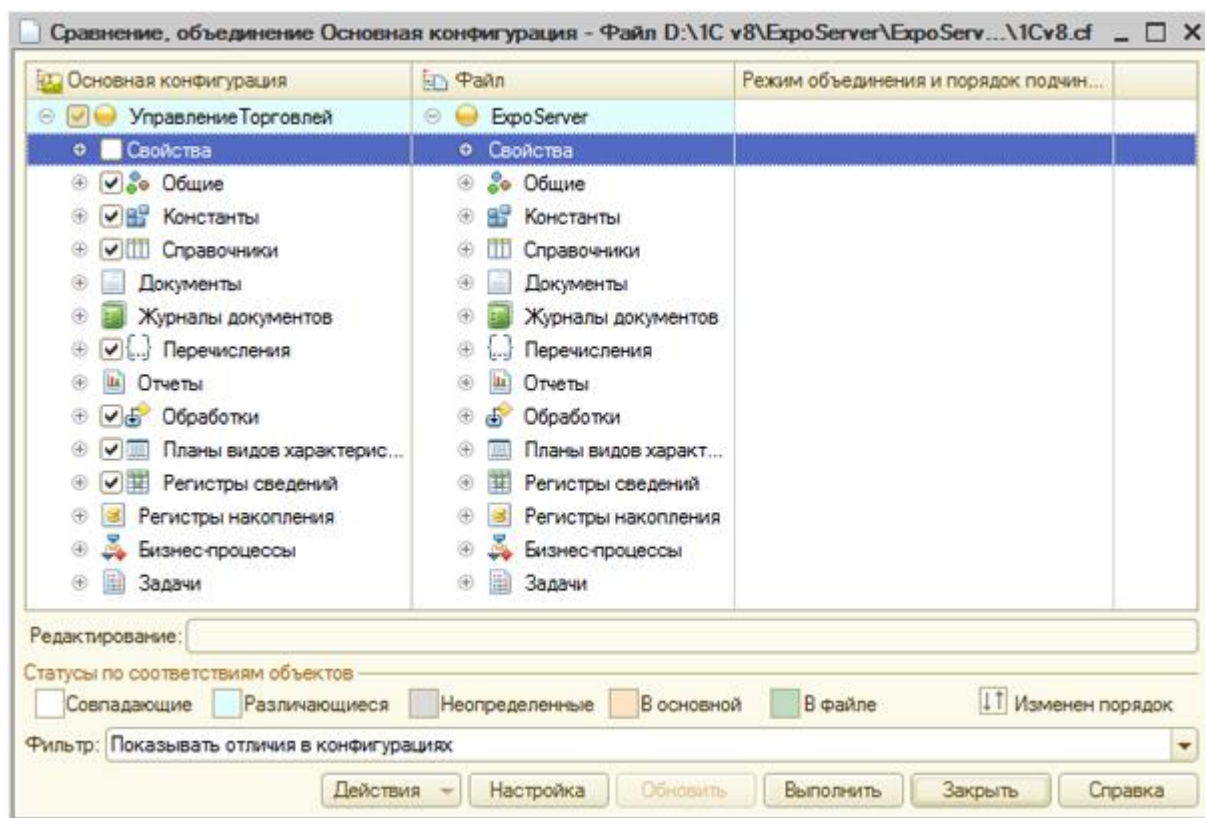 Сравнение, объединение Основная конфигурация - Файл D:\1C v8\ExpoServer\ExpoServ...\1Cv8.cf
Основная конфигурация Файл Режим объединения и порядок подчин...
УправлениеТорговлей ExpoServer
Свойства Свойства
Общие Общие
Константы Константы
Справочники Справочники
Документы Документы
Журналы документов Журналы документов
Перечисления Перечисления
Отчеты Отчеты
Обработки Обработки
Планы видов характерис... Планы видов характ...
Регистры сведений Регистры сведений
Регистры накопления Регистры накопления
Бизнес-процессы Бизнес-процессы
Задачи Задачи
Редактирование:
Статусы по соответствиям объектов
Совпадающие Различающиеся Неопределенные В основной В файле Изменен порядок
Фильтр: Показывать отличия в конфигурациях
Действия Настройка Обновить Выполнить Закрыть Справка